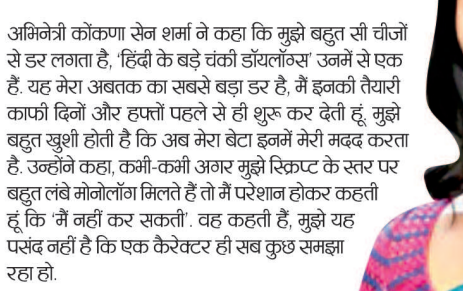 अभिनेत्री कोंकणा सेन शर्मा ने कहा कि मुझे बहुत सी चीजों
से डर लगता है, ‘हिंदी के बड़े चंकी डॉयलॉग्स’ उनमें से एक
हैं. यह मेरा अबतक का सबसे बड़ा डर है, मैं इनकी तैयारी
काफी दिनों और हफ्तों पहले से ही शुरू कर देती हूं. मुझे
बहुत खुशी होती है कि अब मेरा बेटा इनमें मेरी मदद करता
है. उन्होंने कहा, कभी-कभी अगर मुझे स्क्रिप्ट के स्तर पर
बहुत लंबे मोनोलॉग मिलते हैं तो मैं परेशान होकर कहती
हूं कि ‘मैं नहीं कर सकती’. वह कहती हैं, मुझे यह
पसंद नहीं है कि एक कैरेक्टर ही सब कुछ समझा
रहा हो.